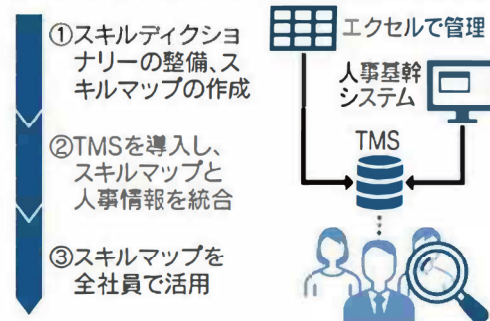 ①スキルディクショ
ナリーの整備、ス
キルマップの作成
②TMSを導入し、
スキルマップと
人事情報を統合
③スキルマップを
全社員で活用
エクセルで管理
人事基幹
システム
TMS